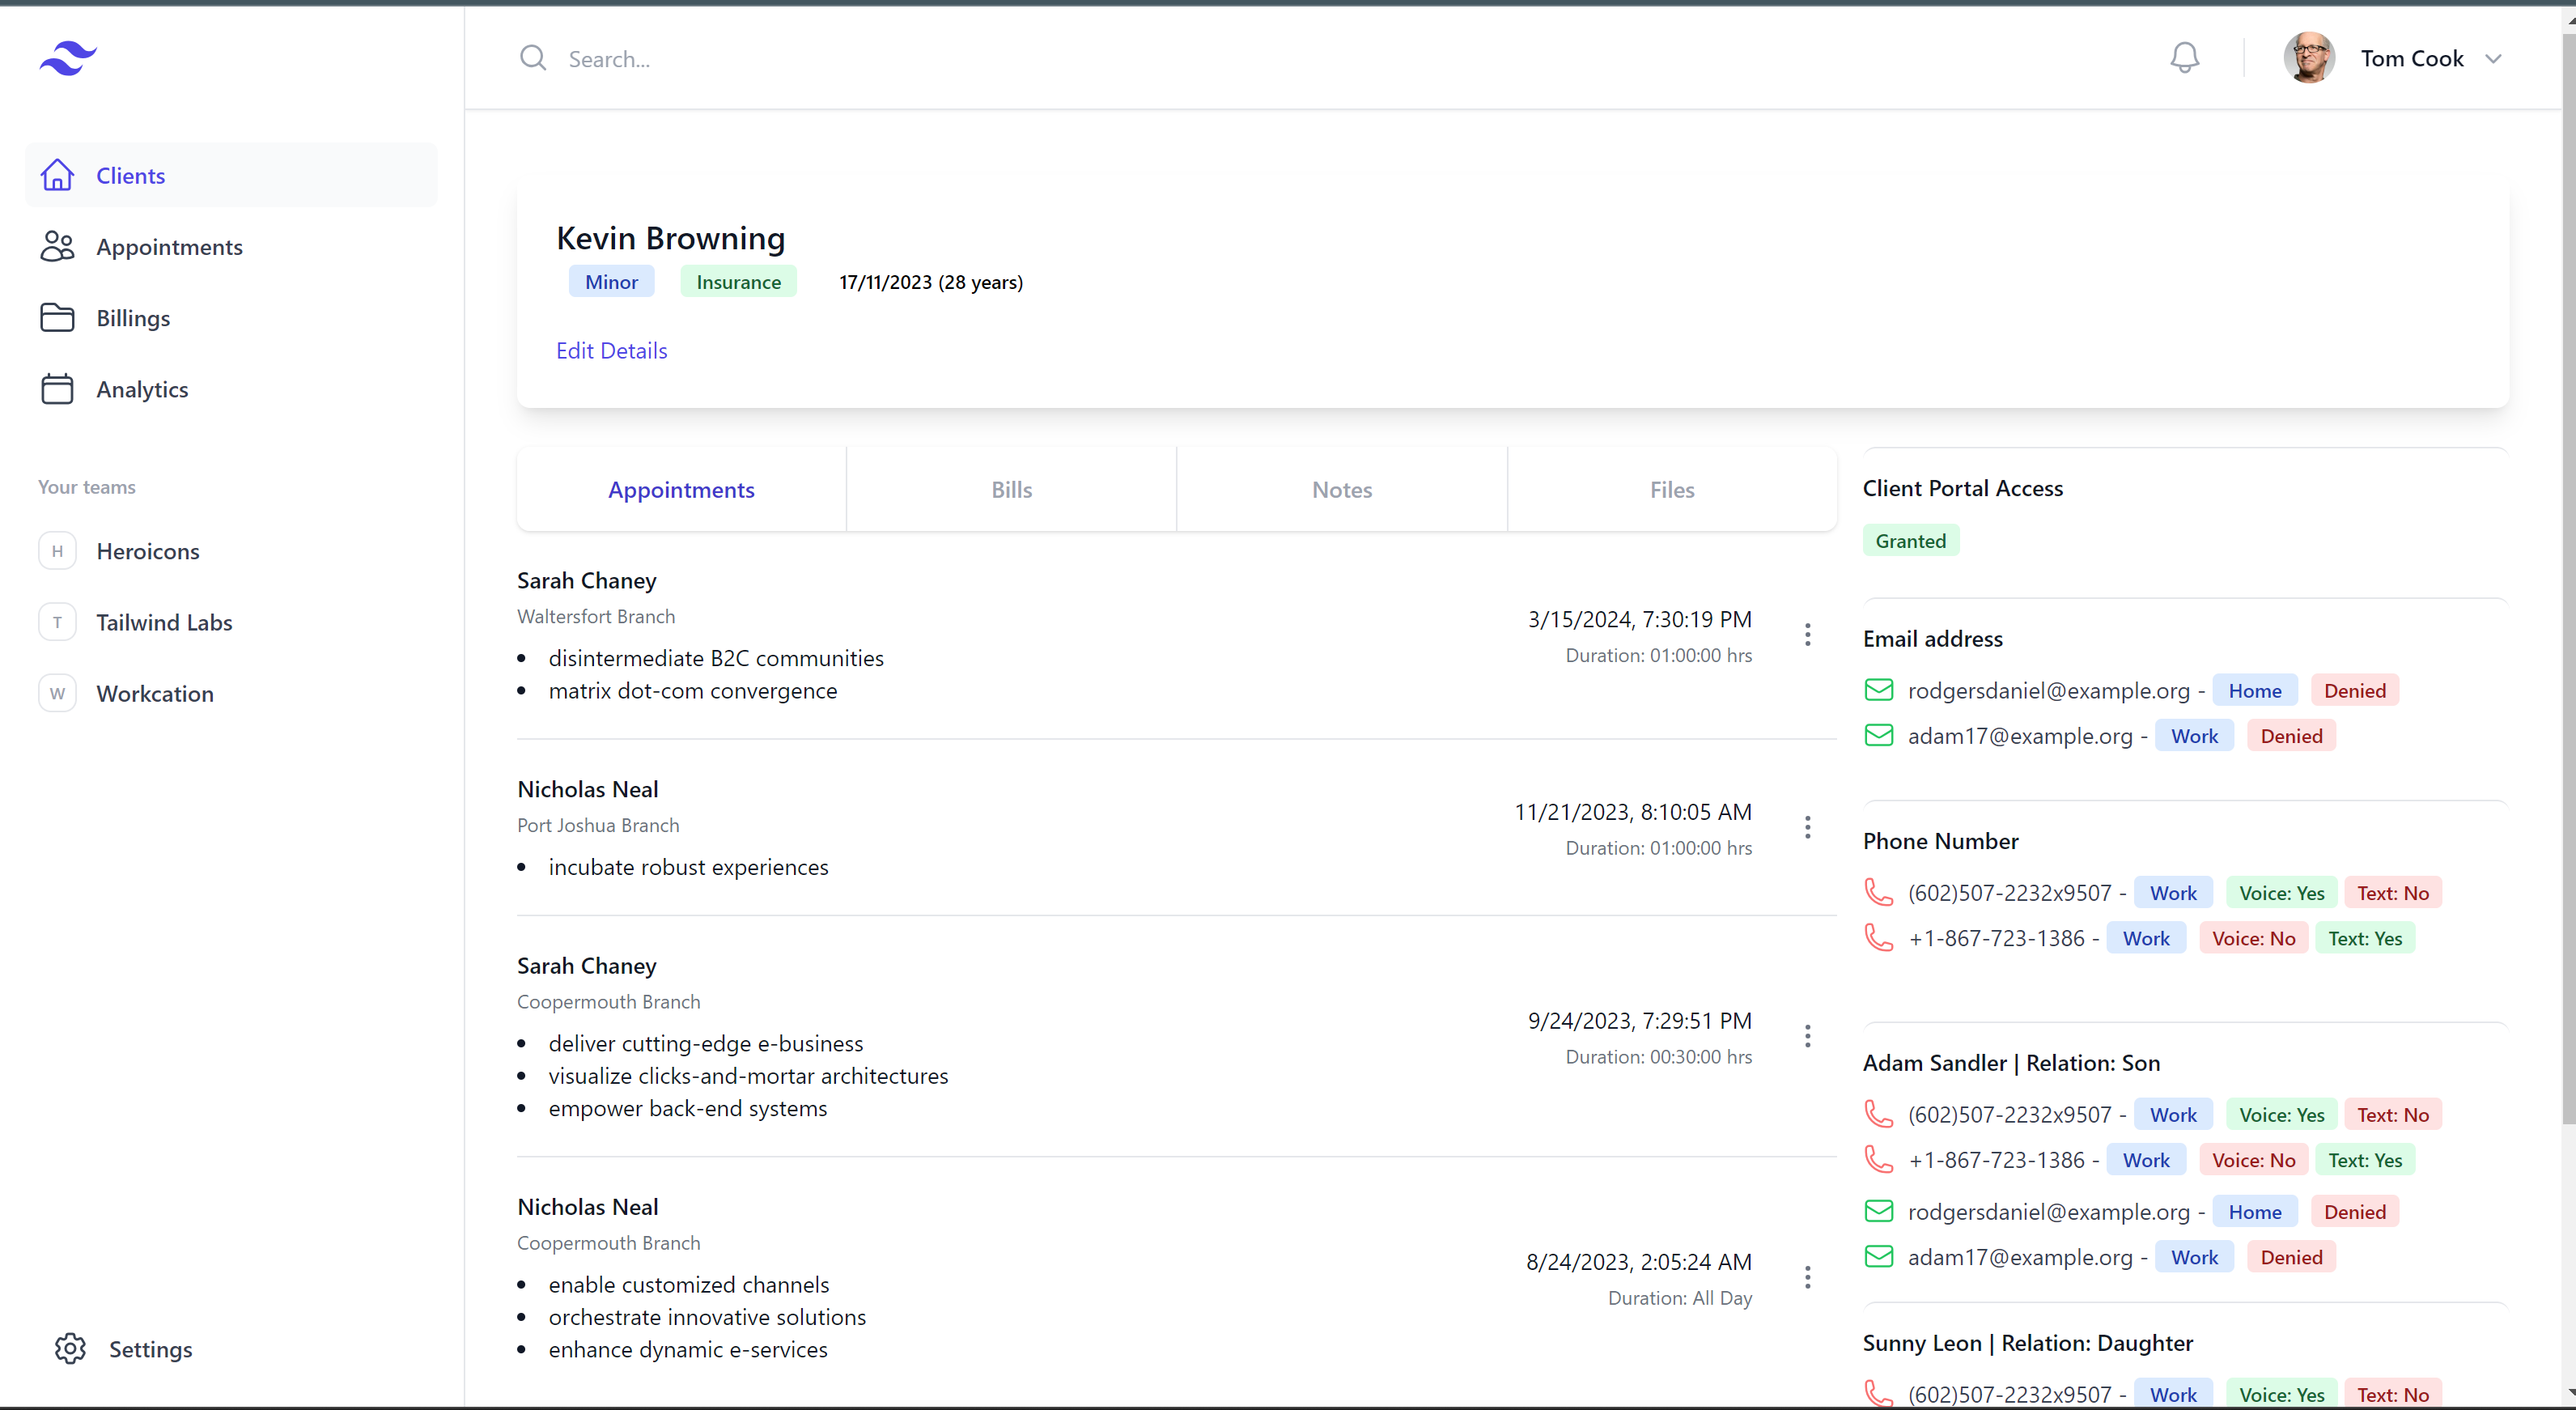 Search...
Tom Cook
Clients
Appointments
Billings
Analytics
Your teams
H Heroicons
T Tailwind Labs
W Workcation
Settings
Kevin Browning
Minor Insurance 17/11/2023 (28 years)
Edit Details
Appointments Bills Notes Files
Sarah Chaney
Waltersfort Branch
• disintermediate B2C communities
• matrix dot-com convergence
3/15/2024, 7:30:19 PM
Duration: 01:00:00 hrs
Nicholas Neal
Port Joshua Branch
• incubate robust experiences
11/21/2023, 8:10:05 AM
Duration: 01:00:00 hrs
Sarah Chaney
Coopermouth Branch
• deliver cutting-edge e-business
• visualize clicks-and-mortar architectures
• empower back-end systems
9/24/2023, 7:29:51 PM
Duration: 00:30:00 hrs
Nicholas Neal
Coopermouth Branch
• enable customized channels
• orchestrate innovative solutions
• enhance dynamic e-services
8/24/2023, 2:05:24 AM
Duration: All Day
Client Portal Access
Granted
Email address
rodgersdaniel@example.org - Home Denied
adam17@example.org - Work Denied
Phone Number
(602)507-2232x9507 - Work Voice: Yes Text: No
+1-867-723-1386 - Work Voice: No Text: Yes
Adam Sandler | Relation: Son
(602)507-2232x9507 - Work Voice: Yes Text: No
+1-867-723-1386 - Work Voice: No Text: Yes
rodgersdaniel@example.org - Home Denied
adam17@example.org - Work Denied
Sunny Leon | Relation: Daughter
(602)507-2232x9507 - Work Voice: Yes Text: No